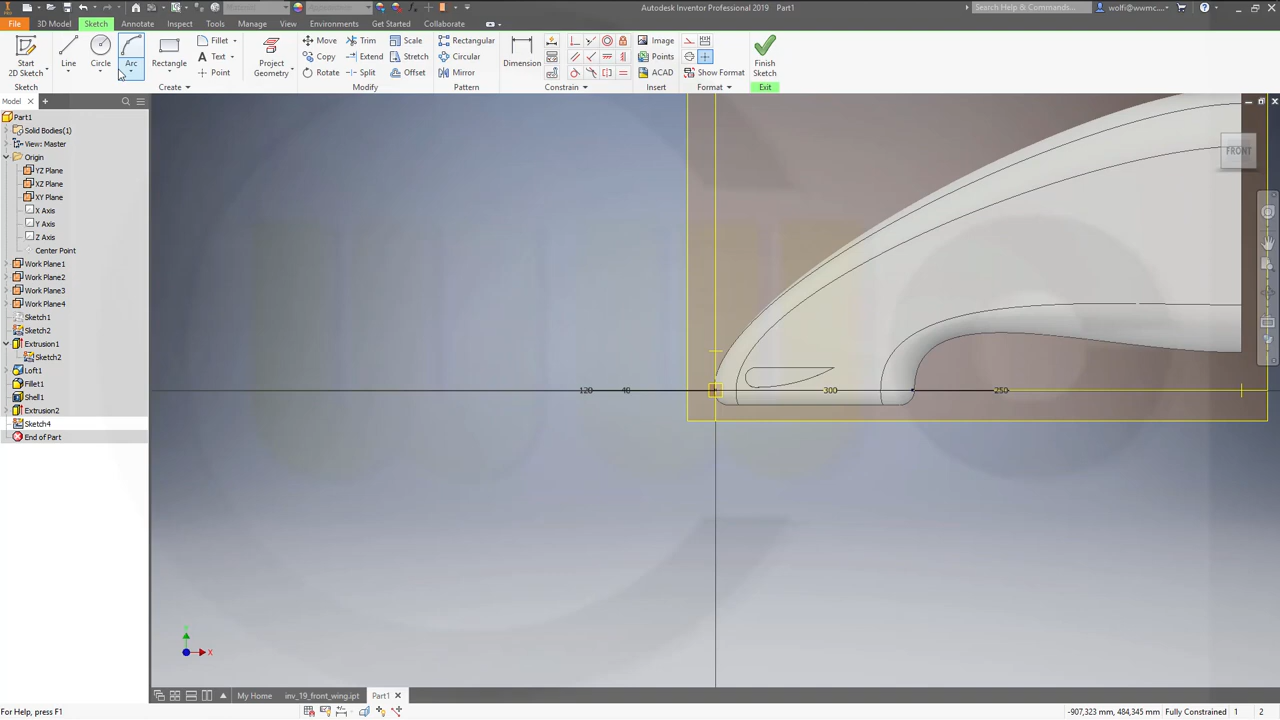 Autodesk Inventor Professional 2019 Part1
Search Help & Commands...
wolfi@wwmc...
File 3D Model Sketch Annotate Inspect Tools Manage View Environments Get Started Collaborate
Start
2D Sketch
Line
Circle
Arc
Rectangle
Fillet
Text
Point
Project
Geometry
Move
Copy
Rotate
Trim
Extend
Split
Scale
Stretch
Offset
Rectangular
Circular
Mirror
Dimension
Image
Points
ACAD
Show Format
Finish
Sketch
Sketch Create Modify Pattern Constrain Insert Format Exit
Model
Part1
Solid Bodies(1)
View: Master
Origin
YZ Plane
XZ Plane
XY Plane
X Axis
Y Axis
Z Axis
Center Point
Work Plane1
Work Plane2
Work Plane3
Work Plane4
Sketch1
Sketch2
Extrusion1
Sketch2
Loft1
Fillet1
Shell1
Extrusion2
Sketch4
End of Part
FRONT
120 40 300 250
X
My Home inv_19_front_wing.ipt Part1
For Help, press F1
-907,323 mm, 484,345 mm Fully Constrained 1 2